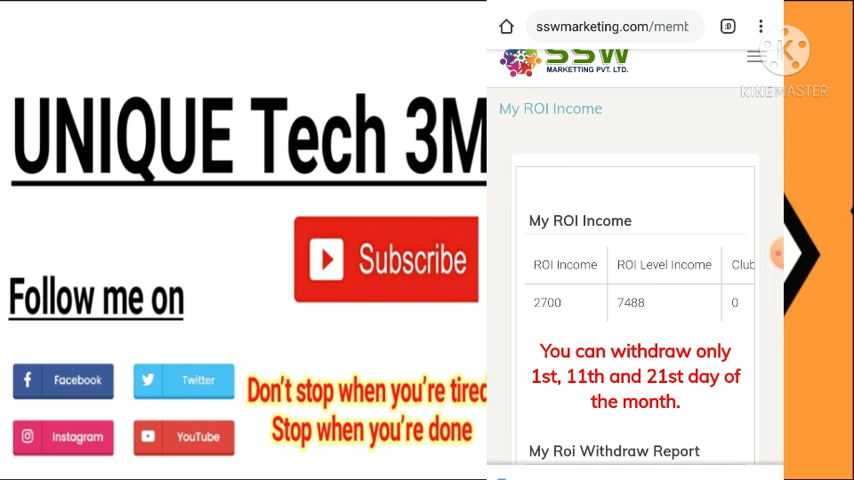 UNIQUE Tech 3M
Subscribe
Follow me on
Facebook
Twitter
Instagram
YouTube
Don't stop when you're tired
Stop when you're done
sswmarketing.com/memb
:D
SSW
MARKETTING PVT. LTD.
KINEMASTER
My ROI Income
My ROI Income
ROI Income ROI Level Income Club
2700 7488 0
You can withdraw only
1st, 11th and 21st day of
the month.
My Roi Withdraw Report